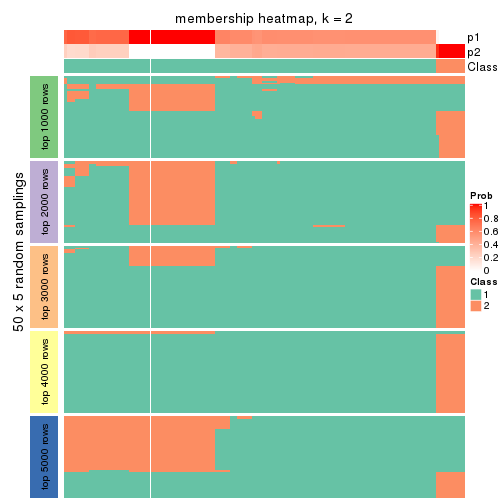 membership heatmap, k = 2
p1
p2
Class
50 x 5 random samplings
top 1000 rows
top 2000 rows
top 3000 rows
top 4000 rows
top 5000 rows
Prob
1
0.8
0.6
0.4
0.2
0
Class
1
2